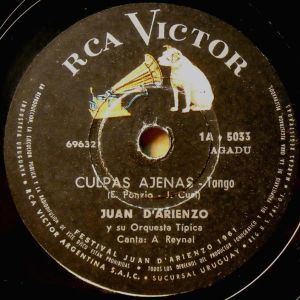 RCA VICTOR
1A - 5033
69632
AGADU
CULPAS AJENAS - Tango
(E. Ponzio - J. Curi)
JUAN D'ARIENZO
y su Orquesta Típica
Canta: A Reynal
FESTIVAL JUAN D'ARIENZO 1961
RCA VICTOR ARGENTINA S.A.I.C.
SUCURSAL URUGUAY
INDUSTRIA URUGUAYA